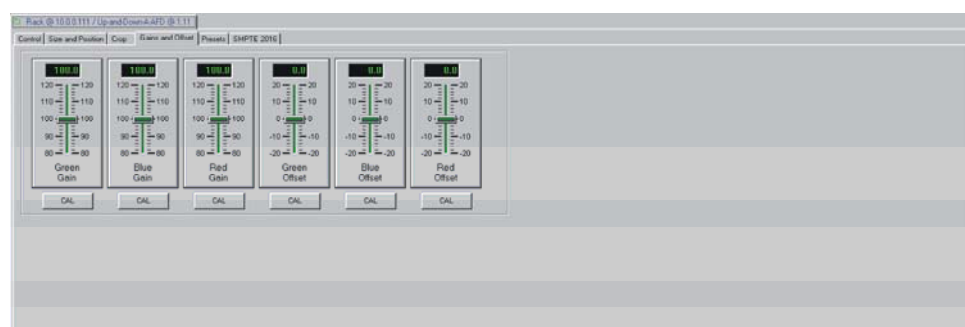 Rack @ 10.0.0.111 / Up-and-Down-A-AFD @ 1.11
Control Size and Position Crop Gains and Offset Presets SMPTE 2016
100.0 100.0 100.0 0.0 0.0 0.0
120 120 120 120 120 120 20 20 20 20 20 20
110 110 110 110 110 110 10 10 10 10 10 10
100 100 100 100 100 100 0 0 0 0 0 0
90 90 90 90 90 90 -10 -10 -10 -10 -10 -10
80 80 80 80 80 80 -20 -20 -20 -20 -20 -20
Green Blue Red Green Blue Red
Gain Gain Gain Offset Offset Offset
CAL CAL CAL CAL CAL CAL